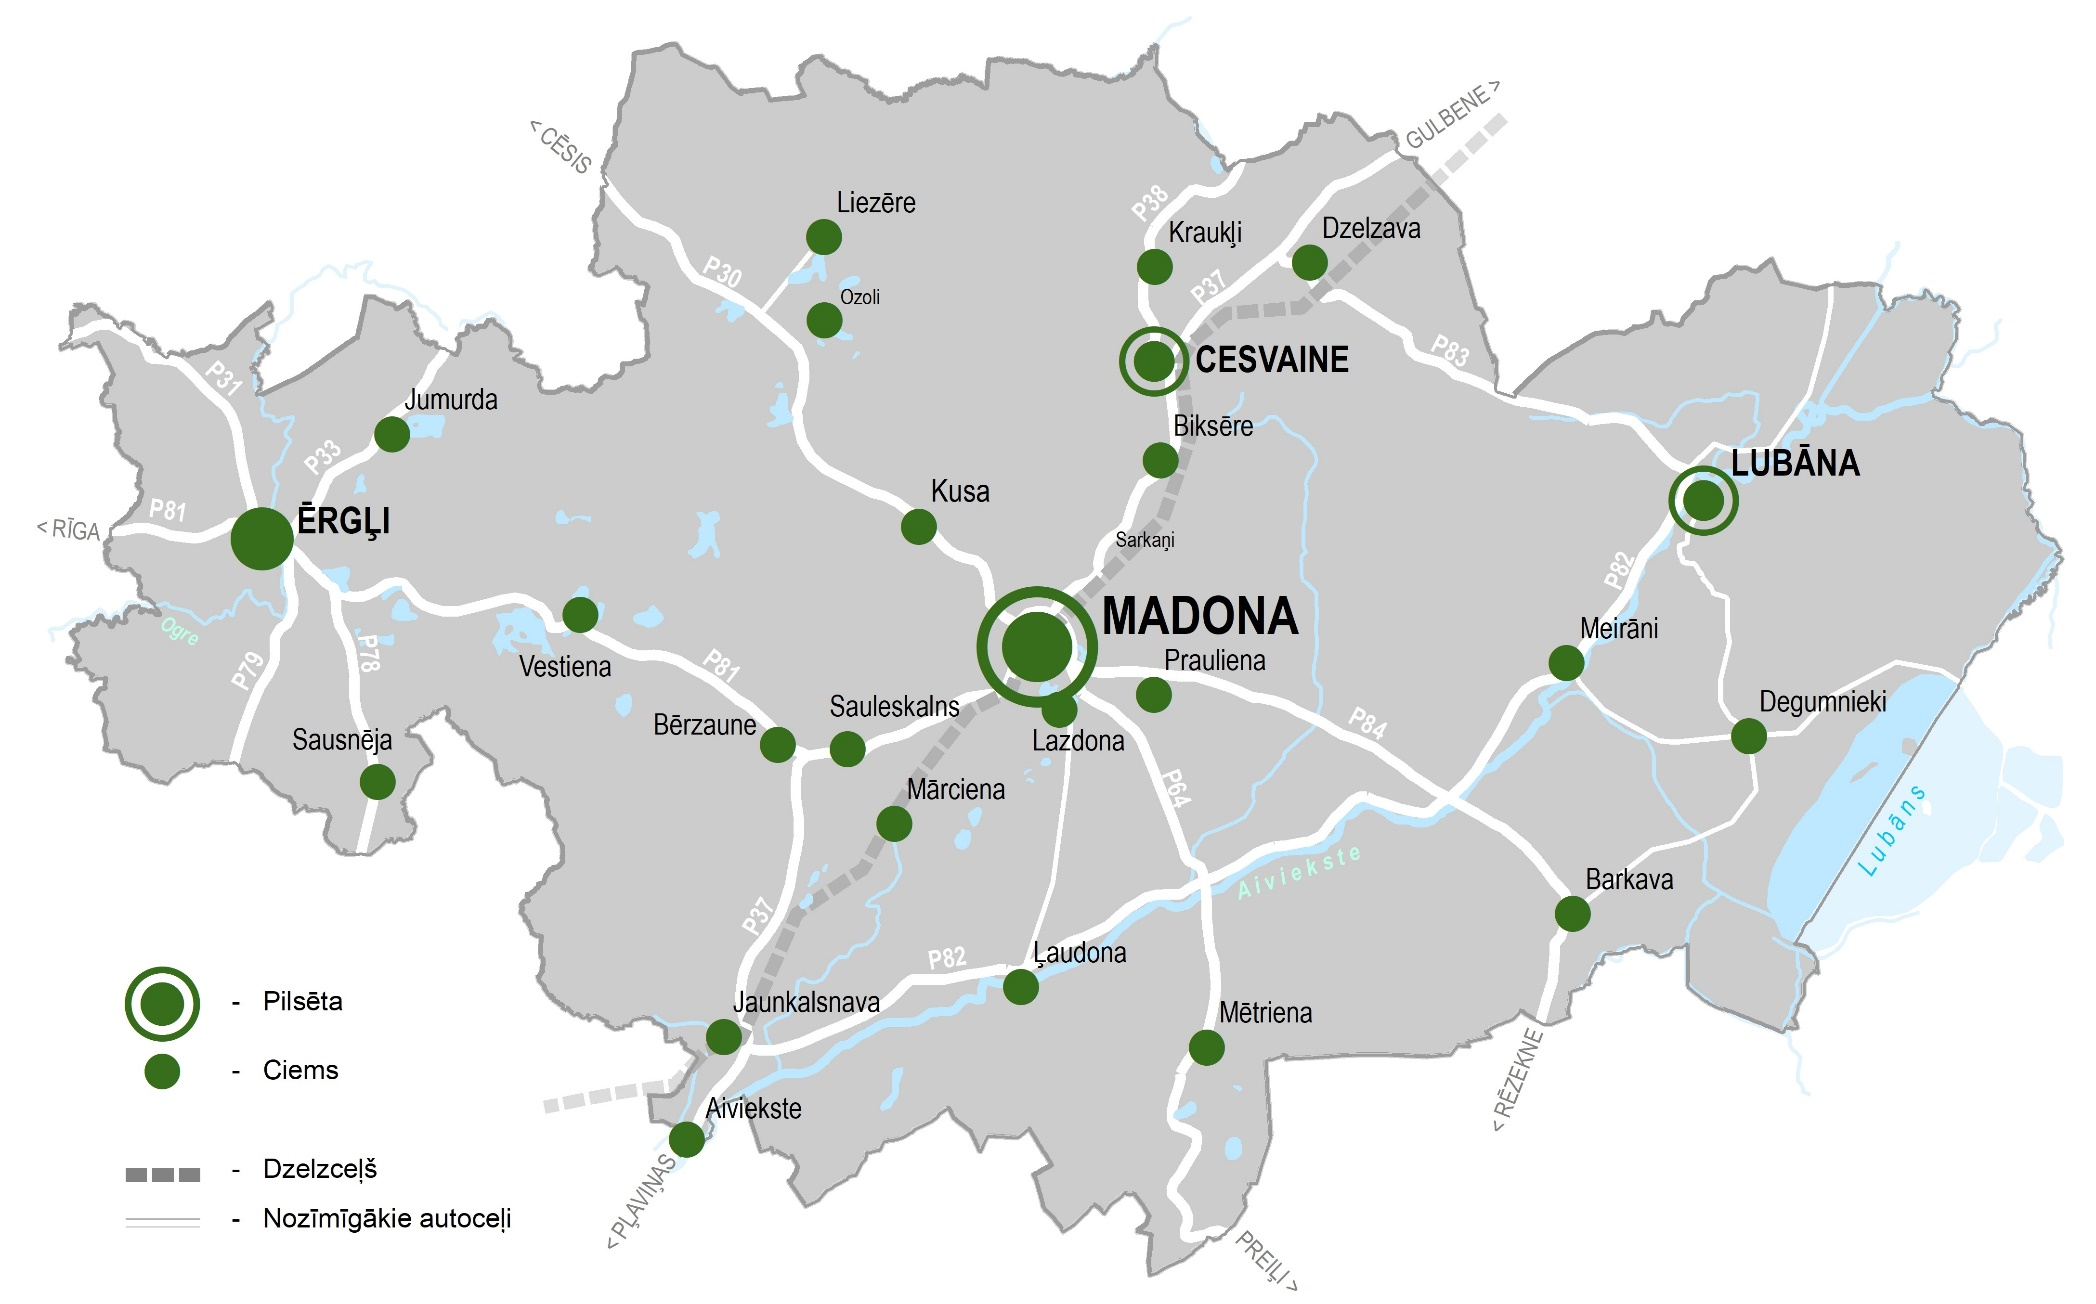 GULBENE >
< CĒSIS
P38
Liezēre
Kraukļi
Dzelzava
P30
P37
Ozoli
P83
CESVAINE
P31
Jumurda
Biksēre
P33
LUBĀNA
Kusa
P81
< RĪGA
ĒRGĻI
Sarkaņi
P82
MADONA
Ogre
Meirāni
P78
Vestiena
P81
Prauliena
P79
Degumnieki
Sauleskalns
Bērzaune
P84
Sausnēja
Lazdona
Mārciena
P64
Lubāns
Aiviekste
Barkava
P37
P82
Ļaudona
Jaunkalsnava
Mētriena
- Pilsēta
- Ciems
< RĒZEKNE
Aiviekste
- Dzelzceļš
< PĻAVIŅAS
- Nozīmīgākie autoceļi
PREIĻI >